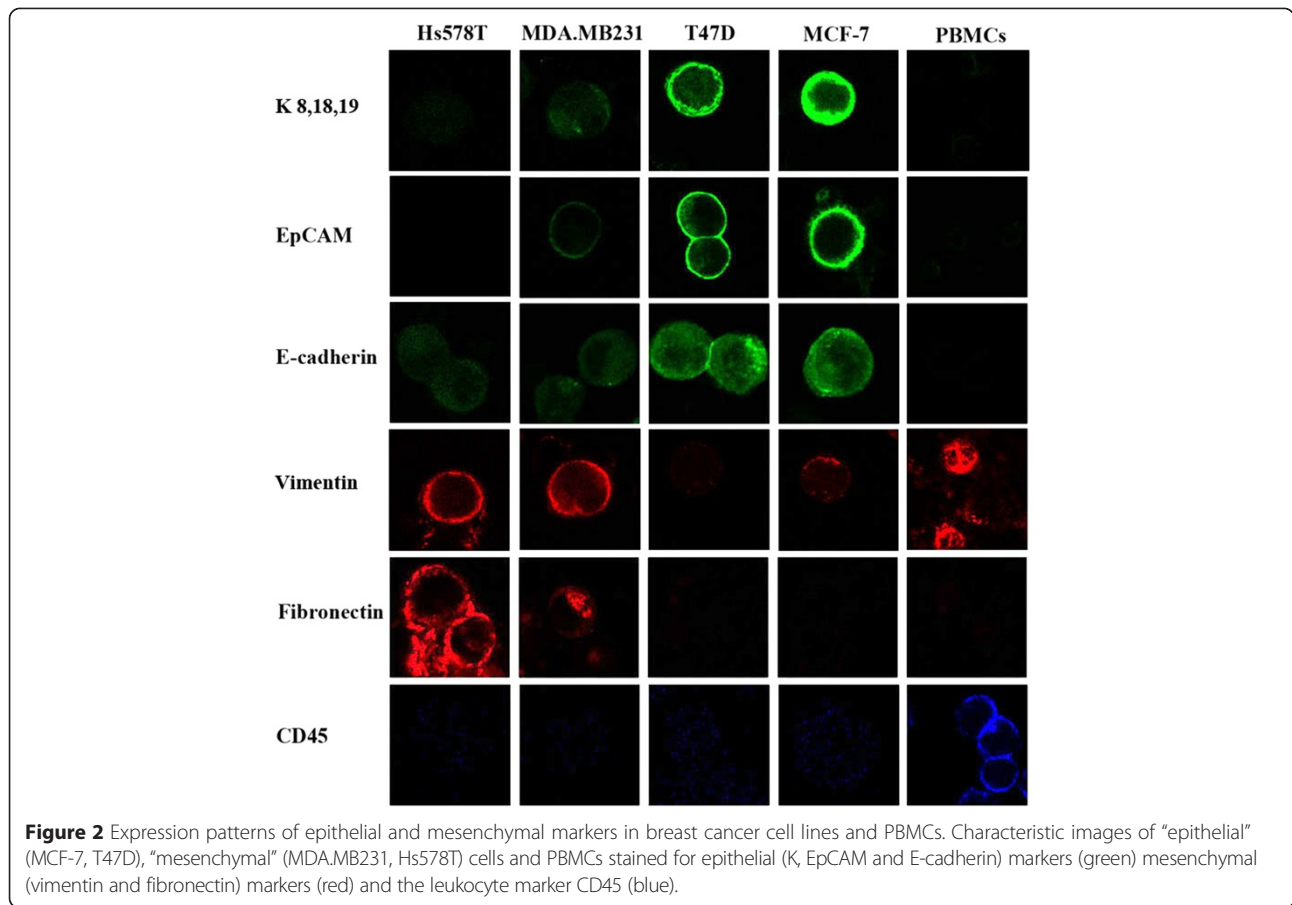 Hs578T MDA.MB231 T47D MCF-7 PBMCs
K 8,18,19
EpCAM
E-cadherin
Vimentin
Fibronectin
CD45
Figure 2 Expression patterns of epithelial and mesenchymal markers in breast cancer cell lines and PBMCs. Characteristic images of “epithelial”
(MCF-7, T47D), “mesenchymal” (MDA.MB231, Hs578T) cells and PBMCs stained for epithelial (K, EpCAM and E-cadherin) markers (green) mesenchymal
(vimentin and fibronectin) markers (red) and the leukocyte marker CD45 (blue).